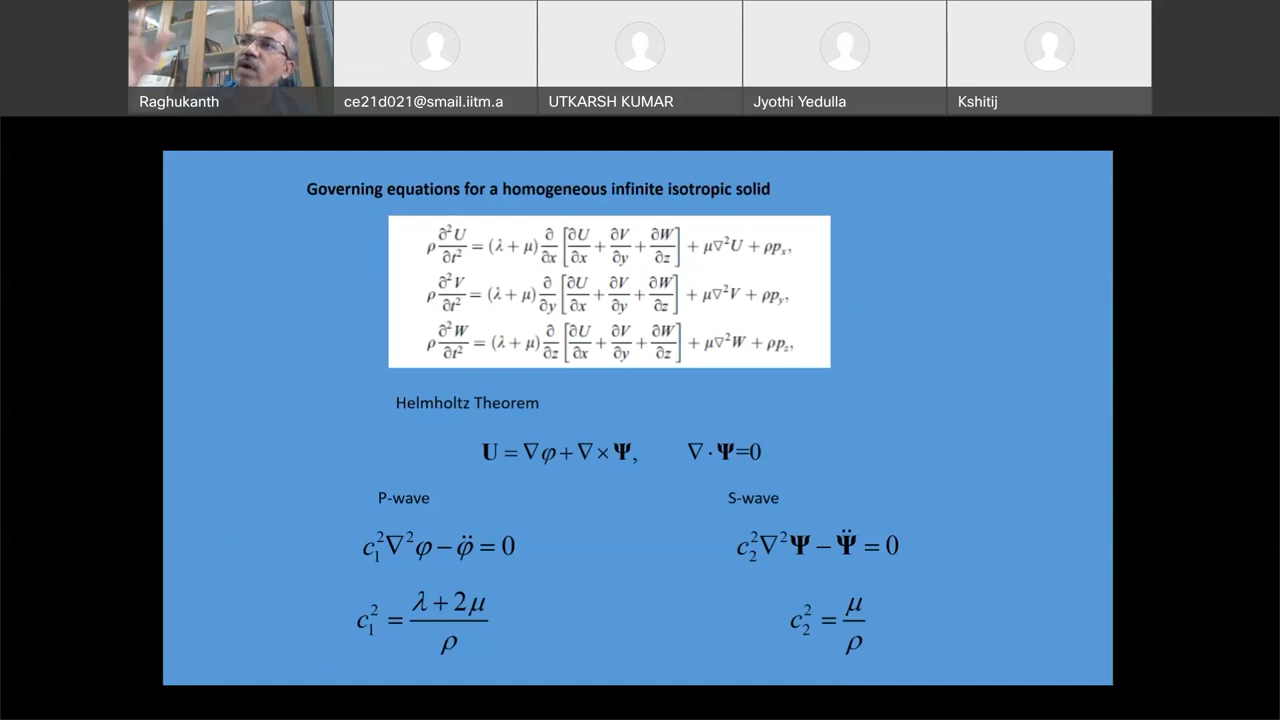 Raghukanth
ce21d021@smail.iitm.a
UTKARSH KUMAR
Jyothi Yedulla
Kshitij
Governing equations for a homogeneous infinite isotropic solid
ρ ∂²U/∂t² = (λ + μ) ∂/∂x [∂U/∂x + ∂V/∂y + ∂W/∂z] + μ∇²U + ρpₓ,
ρ ∂²V/∂t² = (λ + μ) ∂/∂y [∂U/∂x + ∂V/∂y + ∂W/∂z] + μ∇²V + ρp_y,
ρ ∂²W/∂t² = (λ + μ) ∂/∂z [∂U/∂x + ∂V/∂y + ∂W/∂z] + μ∇²W + ρp_z,
Helmholtz Theorem
U = ∇φ + ∇ × Ψ, ∇ · Ψ=0
P-wave
S-wave
c₁²∇²φ − φ̈ = 0
c₂²∇²Ψ − Ψ̈ = 0
c₁² = (λ + 2μ)/ρ
c₂² = μ/ρ